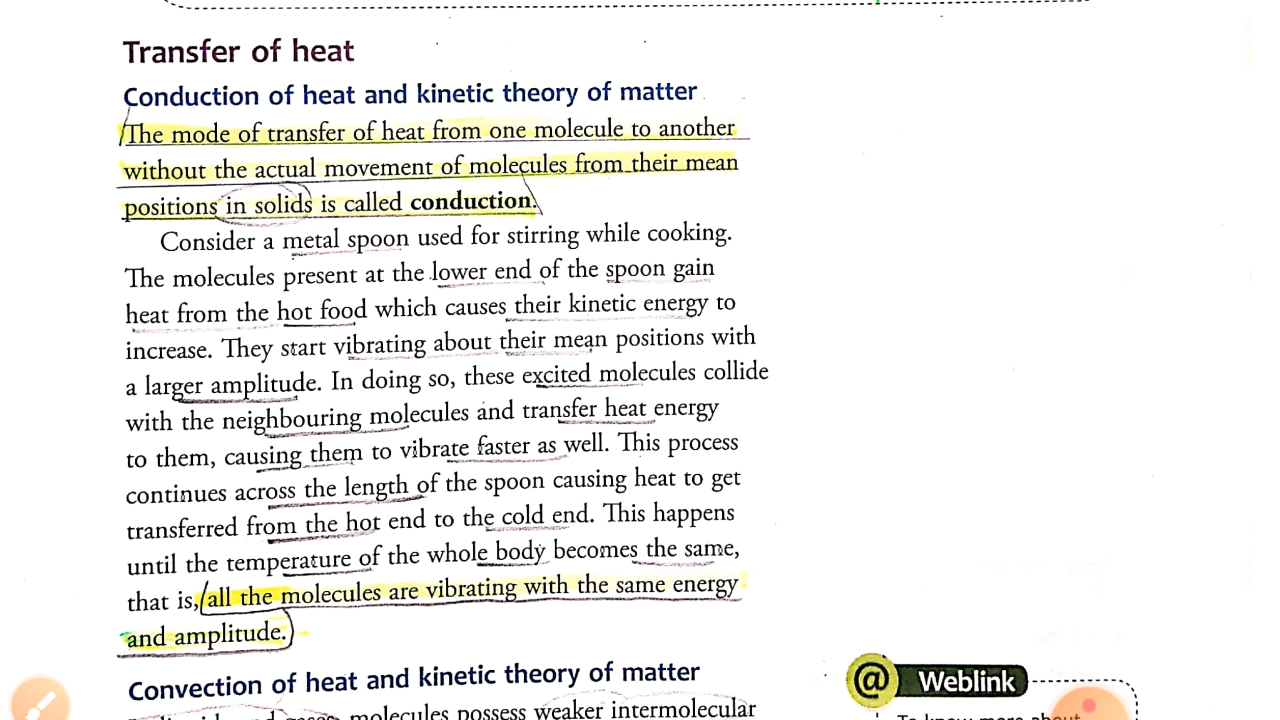 Transfer of heat
Conduction of heat and kinetic theory of matter
The mode of transfer of heat from one molecule to another
without the actual movement of molecules from their mean
positions in solids is called conduction.
Consider a metal spoon used for stirring while cooking.
The molecules present at the lower end of the spoon gain
heat from the hot food which causes their kinetic energy to
increase. They start vibrating about their mean positions with
a larger amplitude. In doing so, these excited molecules collide
with the neighbouring molecules and transfer heat energy
to them, causing them to vibrate faster as well. This process
continues across the length of the spoon causing heat to get
transferred from the hot end to the cold end. This happens
until the temperature of the whole body becomes the same,
that is, all the molecules are vibrating with the same energy
and amplitude.
Convection of heat and kinetic theory of matter
molecules possess weaker intermolecular
@ Weblink
To know more about